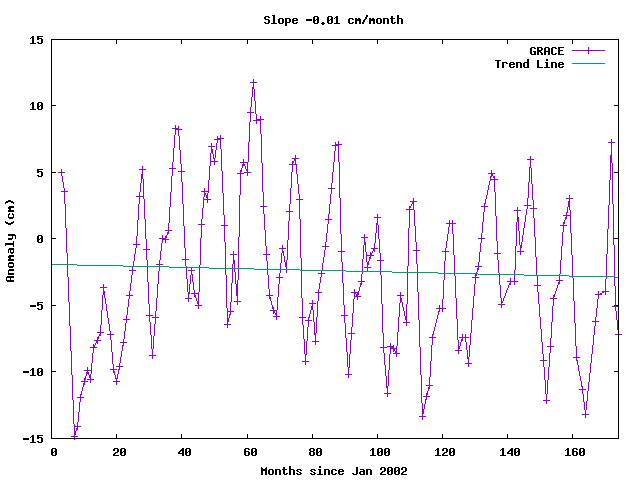 Slope -0.01 cm/month
GRACE
Trend Line
Anomaly (cm)
15
10
5
0
-5
-10
-15
0 20 40 60 80 100 120 140 160
Months since Jan 2002